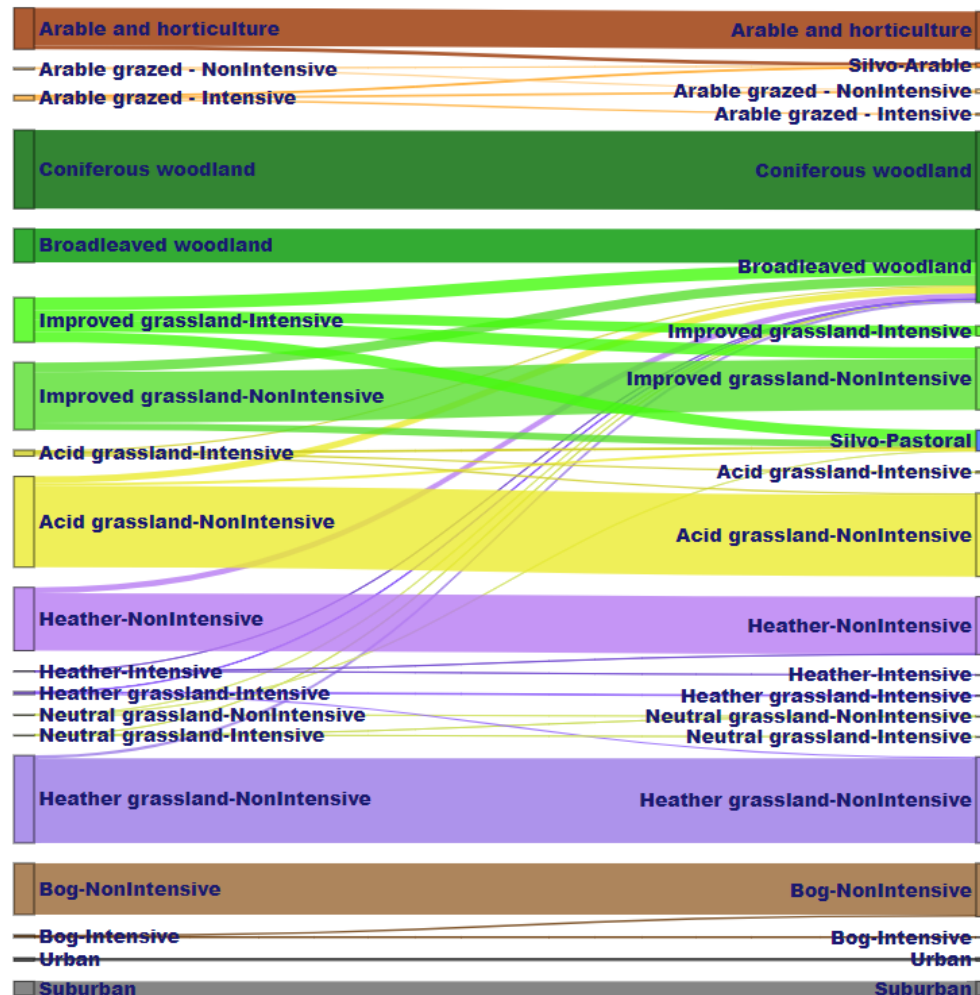 Arable and horticulture
Arable and horticulture
Silvo-Arable
Arable grazed - NonIntensive
Arable grazed - NonIntensive
Arable grazed - Intensive
Arable grazed - Intensive
Coniferous woodland
Coniferous woodland
Broadleaved woodland
Broadleaved woodland
Improved grassland-Intensive
Improved grassland-Intensive
Improved grassland-NonIntensive
Improved grassland-NonIntensive
Silvo-Pastoral
Acid grassland-Intensive
Acid grassland-Intensive
Acid grassland-NonIntensive
Acid grassland-NonIntensive
Heather-NonIntensive
Heather-NonIntensive
Heather-Intensive
Heather-Intensive
Heather grassland-Intensive
Heather grassland-Intensive
Neutral grassland-NonIntensive
Neutral grassland-NonIntensive
Neutral grassland-Intensive
Neutral grassland-Intensive
Heather grassland-NonIntensive
Heather grassland-NonIntensive
Bog-NonIntensive
Bog-NonIntensive
Bog-Intensive
Bog-Intensive
Urban
Urban
Suburban
Suburban